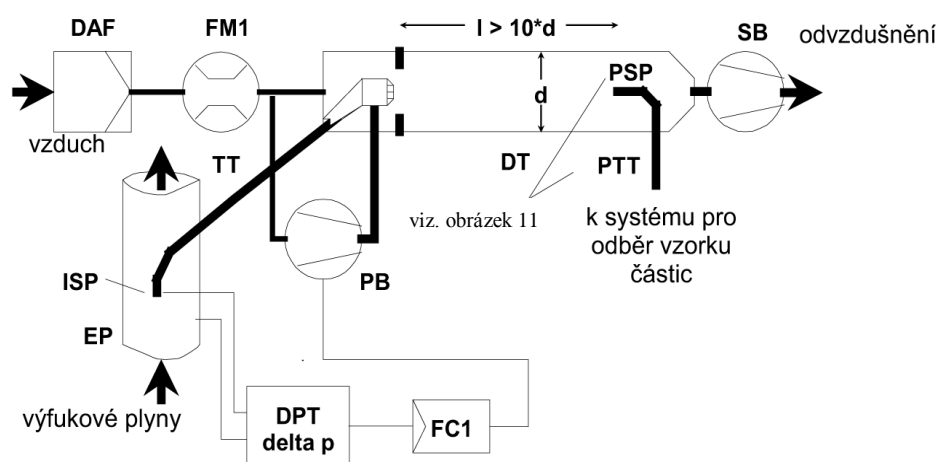 DAF
FM1
l > 10*d
SB
odvzdušnění
PSP
d
vzduch
TT
DT
PTT
viz. obrázek 11
k systému pro
odběr vzorku
částic
ISP
PB
EP
výfukové plyny
DPT
delta p
FC1